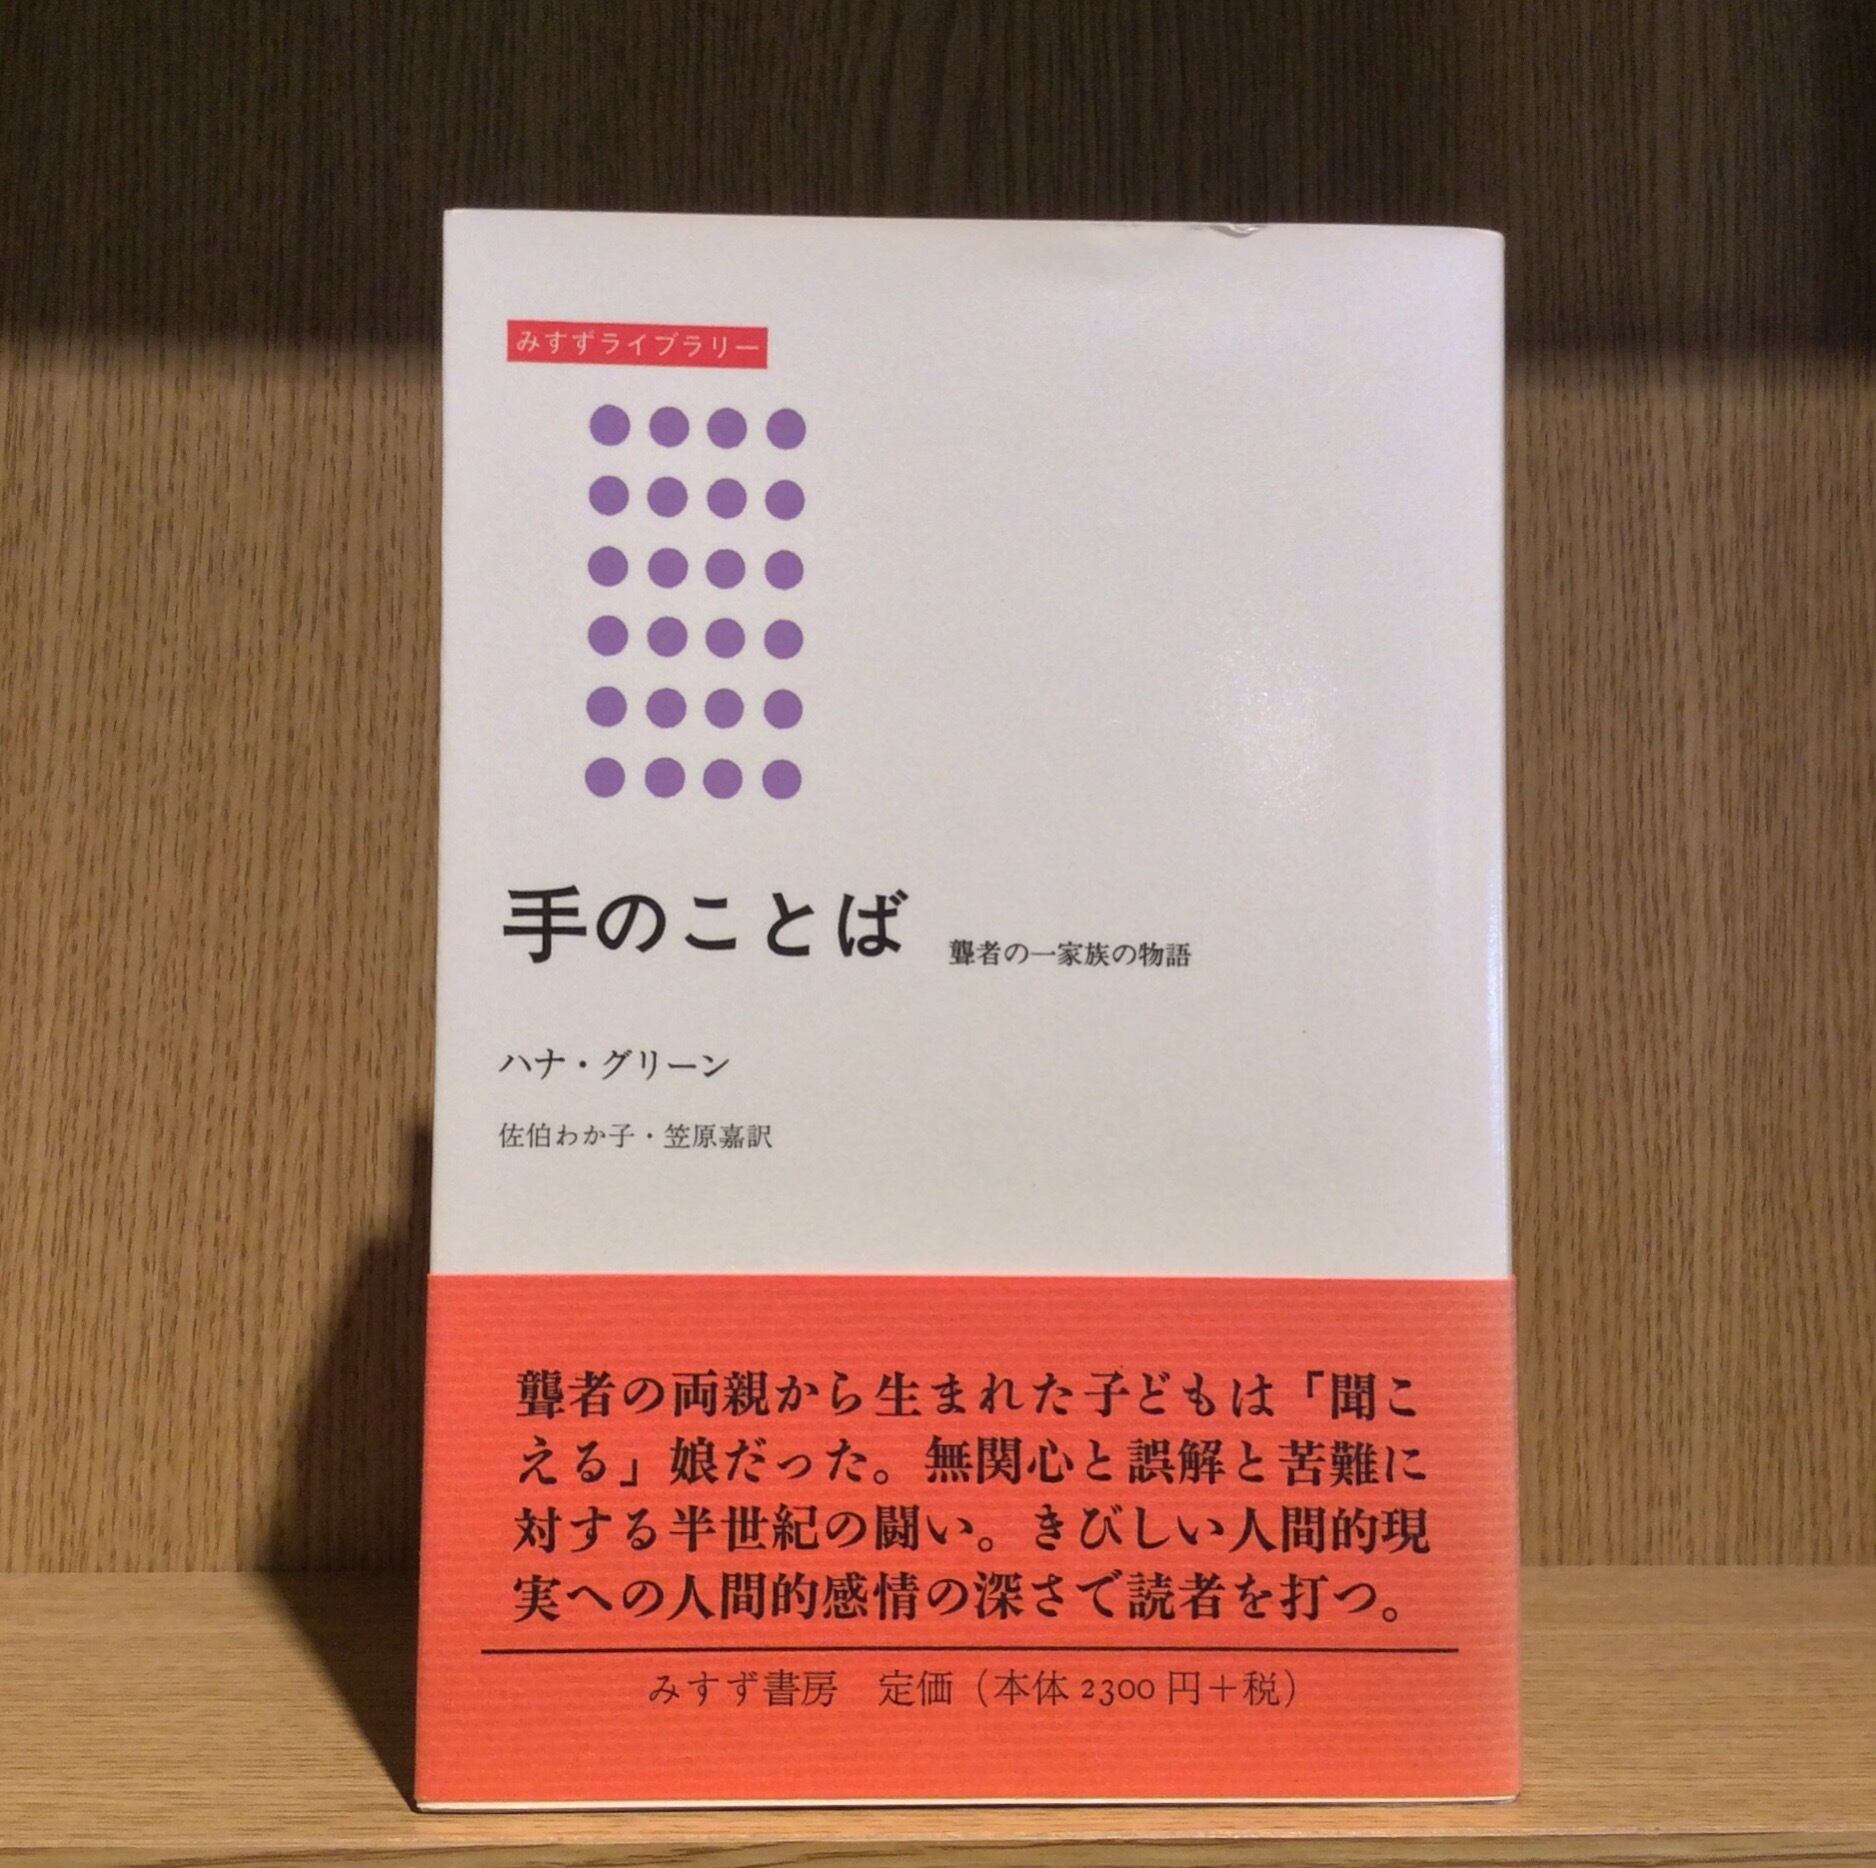 みすずライブラリー
手のことば 聾者の一家族の物語
ハナ・グリーン
佐伯わか子・笠原嘉訳
聾者の両親から生まれた子どもは「聞こ
える」娘だった。無関心と誤解と苦難に
対する半世紀の闘い。きびしい人間的現
実への人間的感情の深さで読者を打つ。
みすず書房 定価（本体2300円＋税）